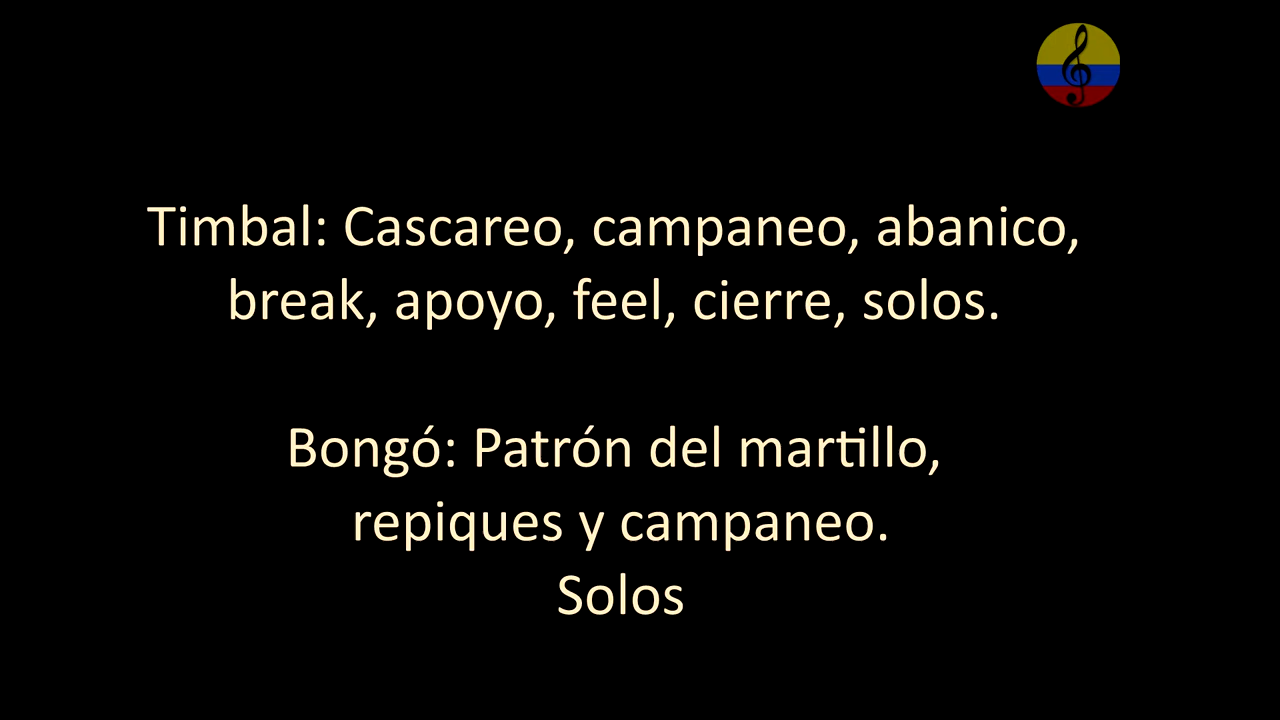 Timbal: Cascareo, campaneo, abanico,
break, apoyo, feel, cierre, solos.
Bongó: Patrón del martillo,
repiques y campaneo.
Solos